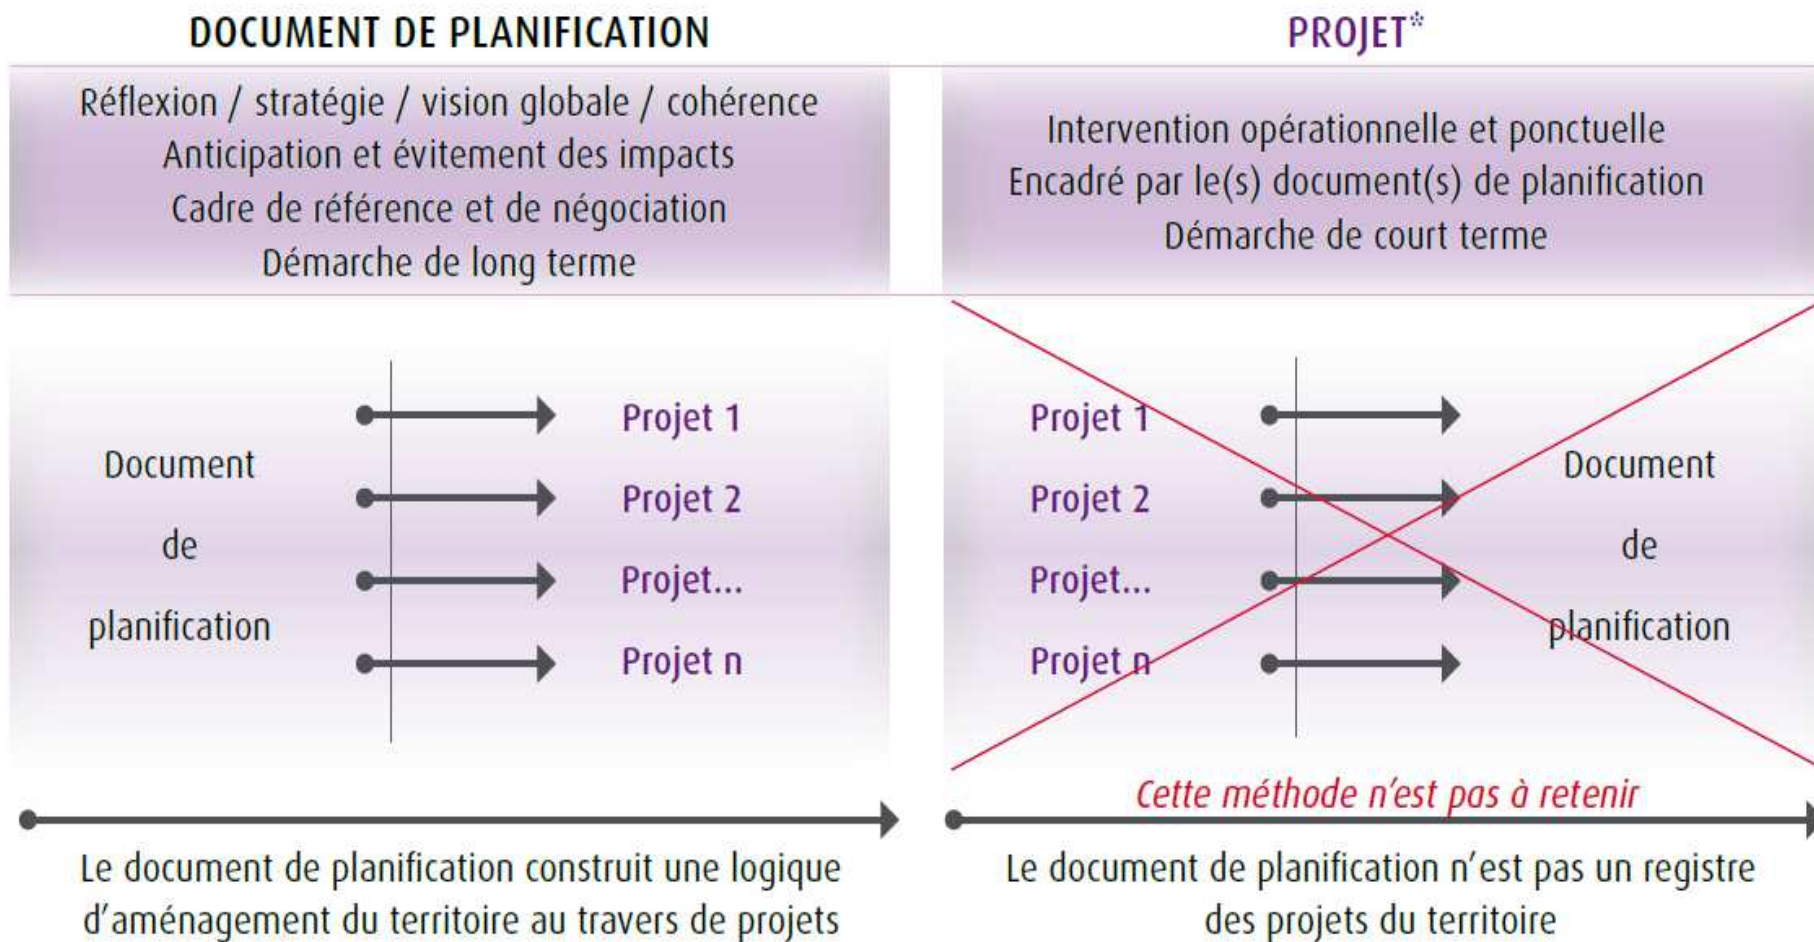 DOCUMENT DE PLANIFICATION
Réflexion / stratégie / vision globale / cohérence
Anticipation et évitement des impacts
Cadre de référence et de négociation
Démarche de long terme
Document
de
planification
Projet 1
Projet 2
Projet...
Projet n
Le document de planification construit une logique
d'aménagement du territoire au travers de projets
PROJET*
Intervention opérationnelle et ponctuelle
Encadré par le(s) document(s) de planification
Démarche de court terme
Projet 1
Projet 2
Projet...
Projet n
Document
de
planification
Cette méthode n'est pas à retenir
Le document de planification n'est pas un registre
des projets du territoire